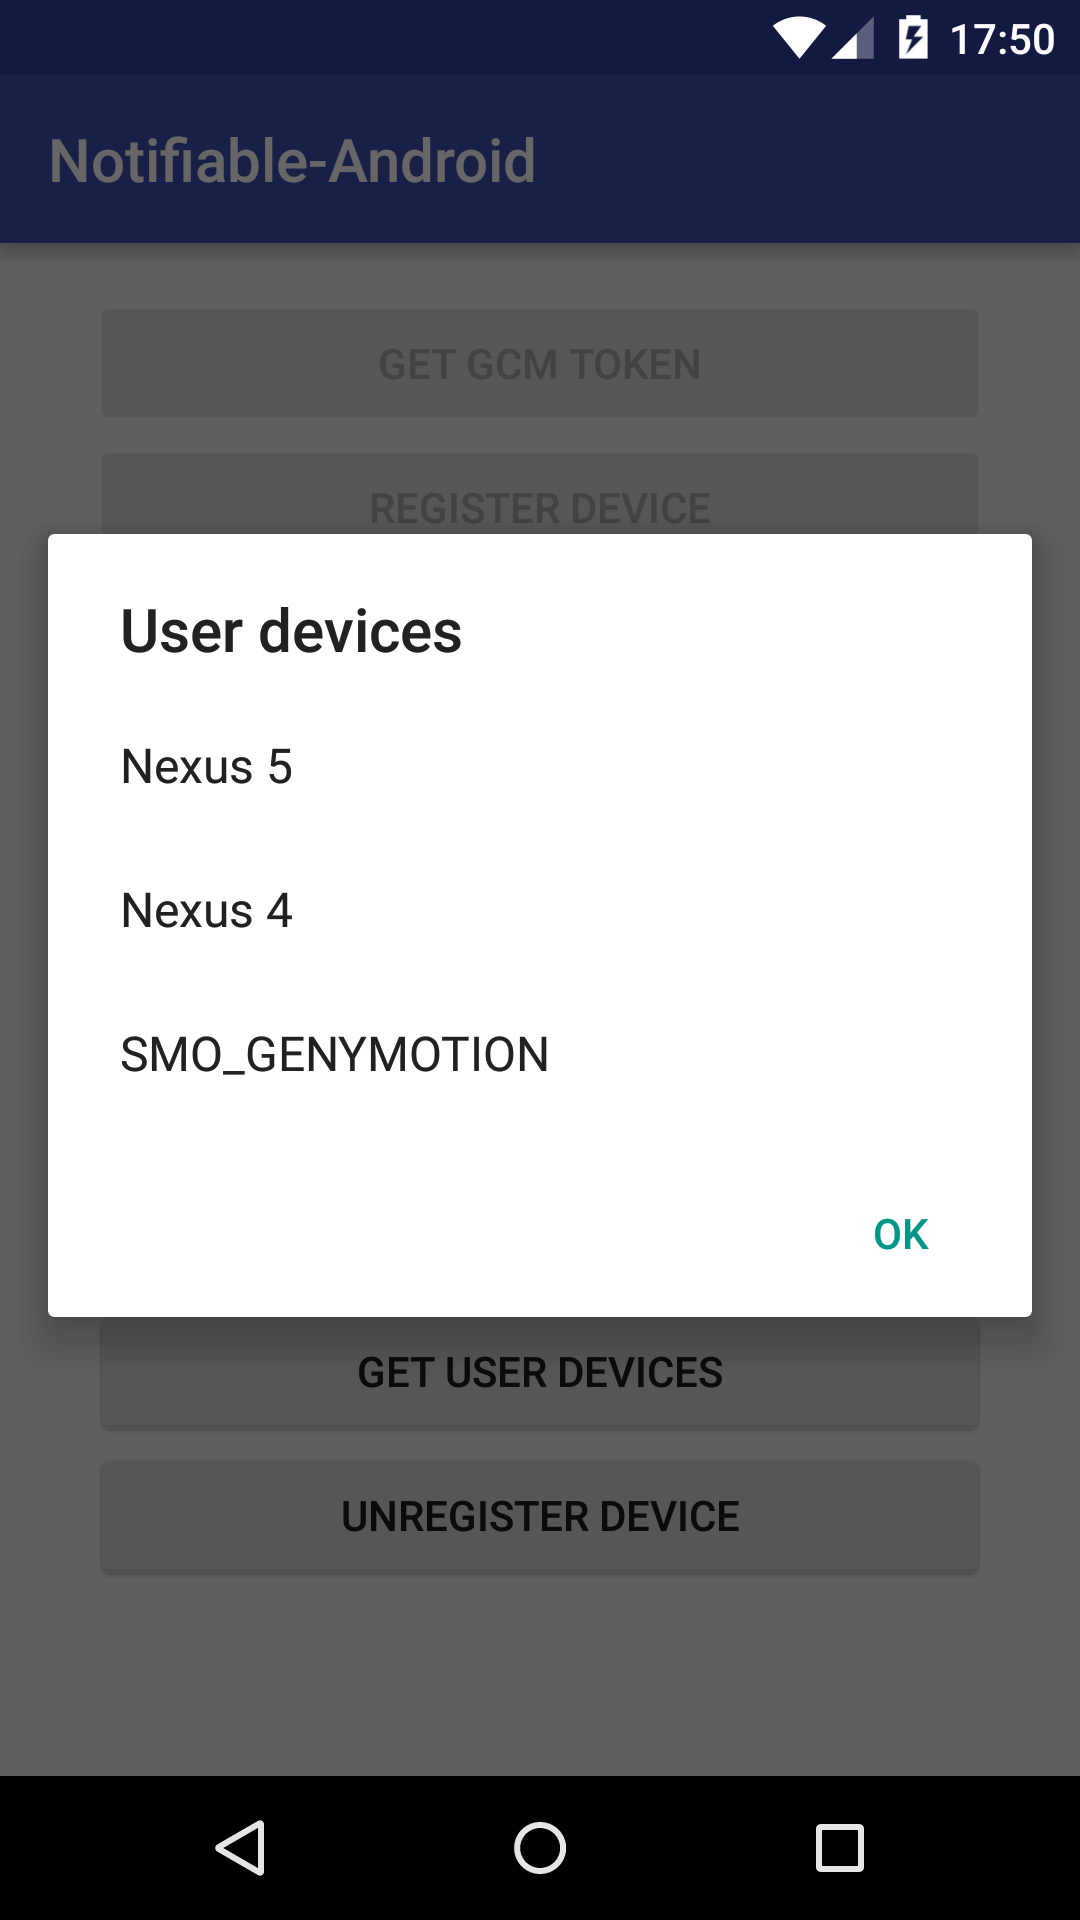 17:50
Notifiable-Android
GET GCM TOKEN
REGISTER DEVICE
User devices
Nexus 5
Nexus 4
SMO_GENYMOTION
OK
GET USER DEVICES
UNREGISTER DEVICE